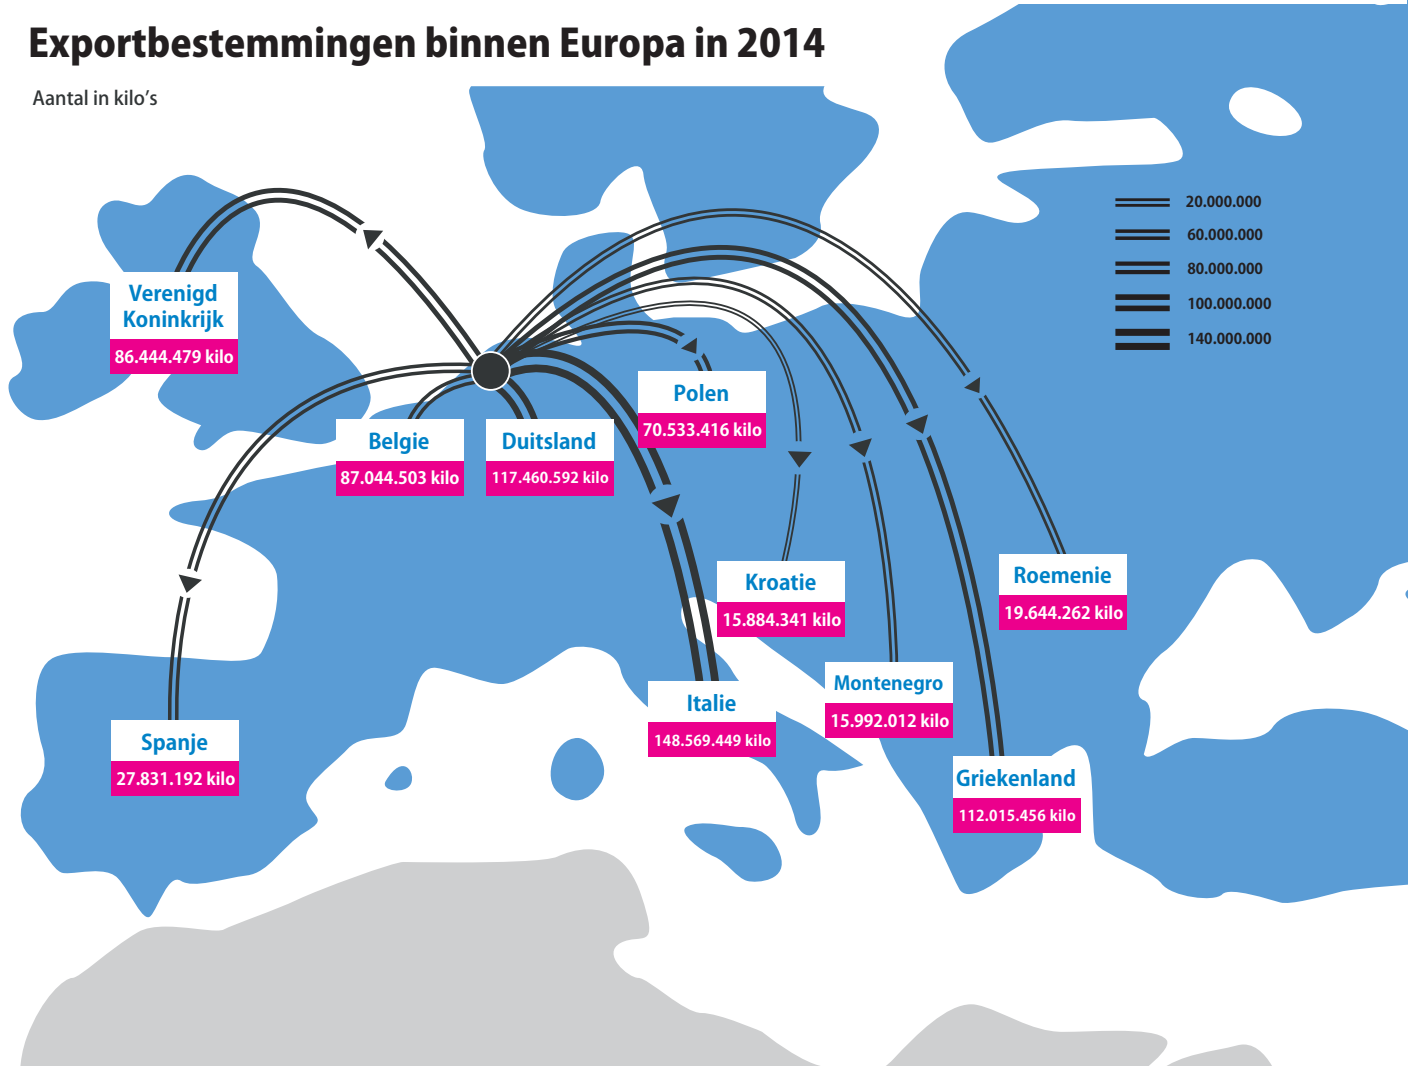 Exportbestemmingen binnen Europa in 2014
Aantal in kilo's
20.000.000
60.000.000
80.000.000
100.000.000
140.000.000
Verenigd
Koninkrijk
86.444.479 kilo
Belgie
87.044.503 kilo
Duitsland
117.460.592 kilo
Polen
70.533.416 kilo
Kroatie
15.884.341 kilo
Roemenie
19.644.262 kilo
Montenegro
15.992.012 kilo
Italie
148.569.449 kilo
Spanje
27.831.192 kilo
Griekenland
112.015.456 kilo